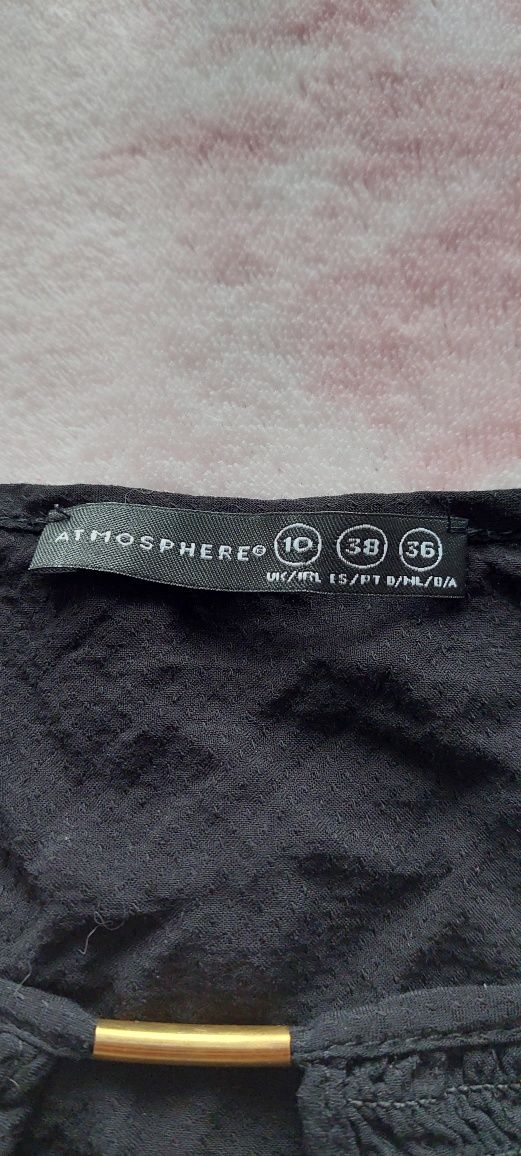 ATMOSPHERE® 10 38 36
UK/IRL ES/PT D/NL/B/A